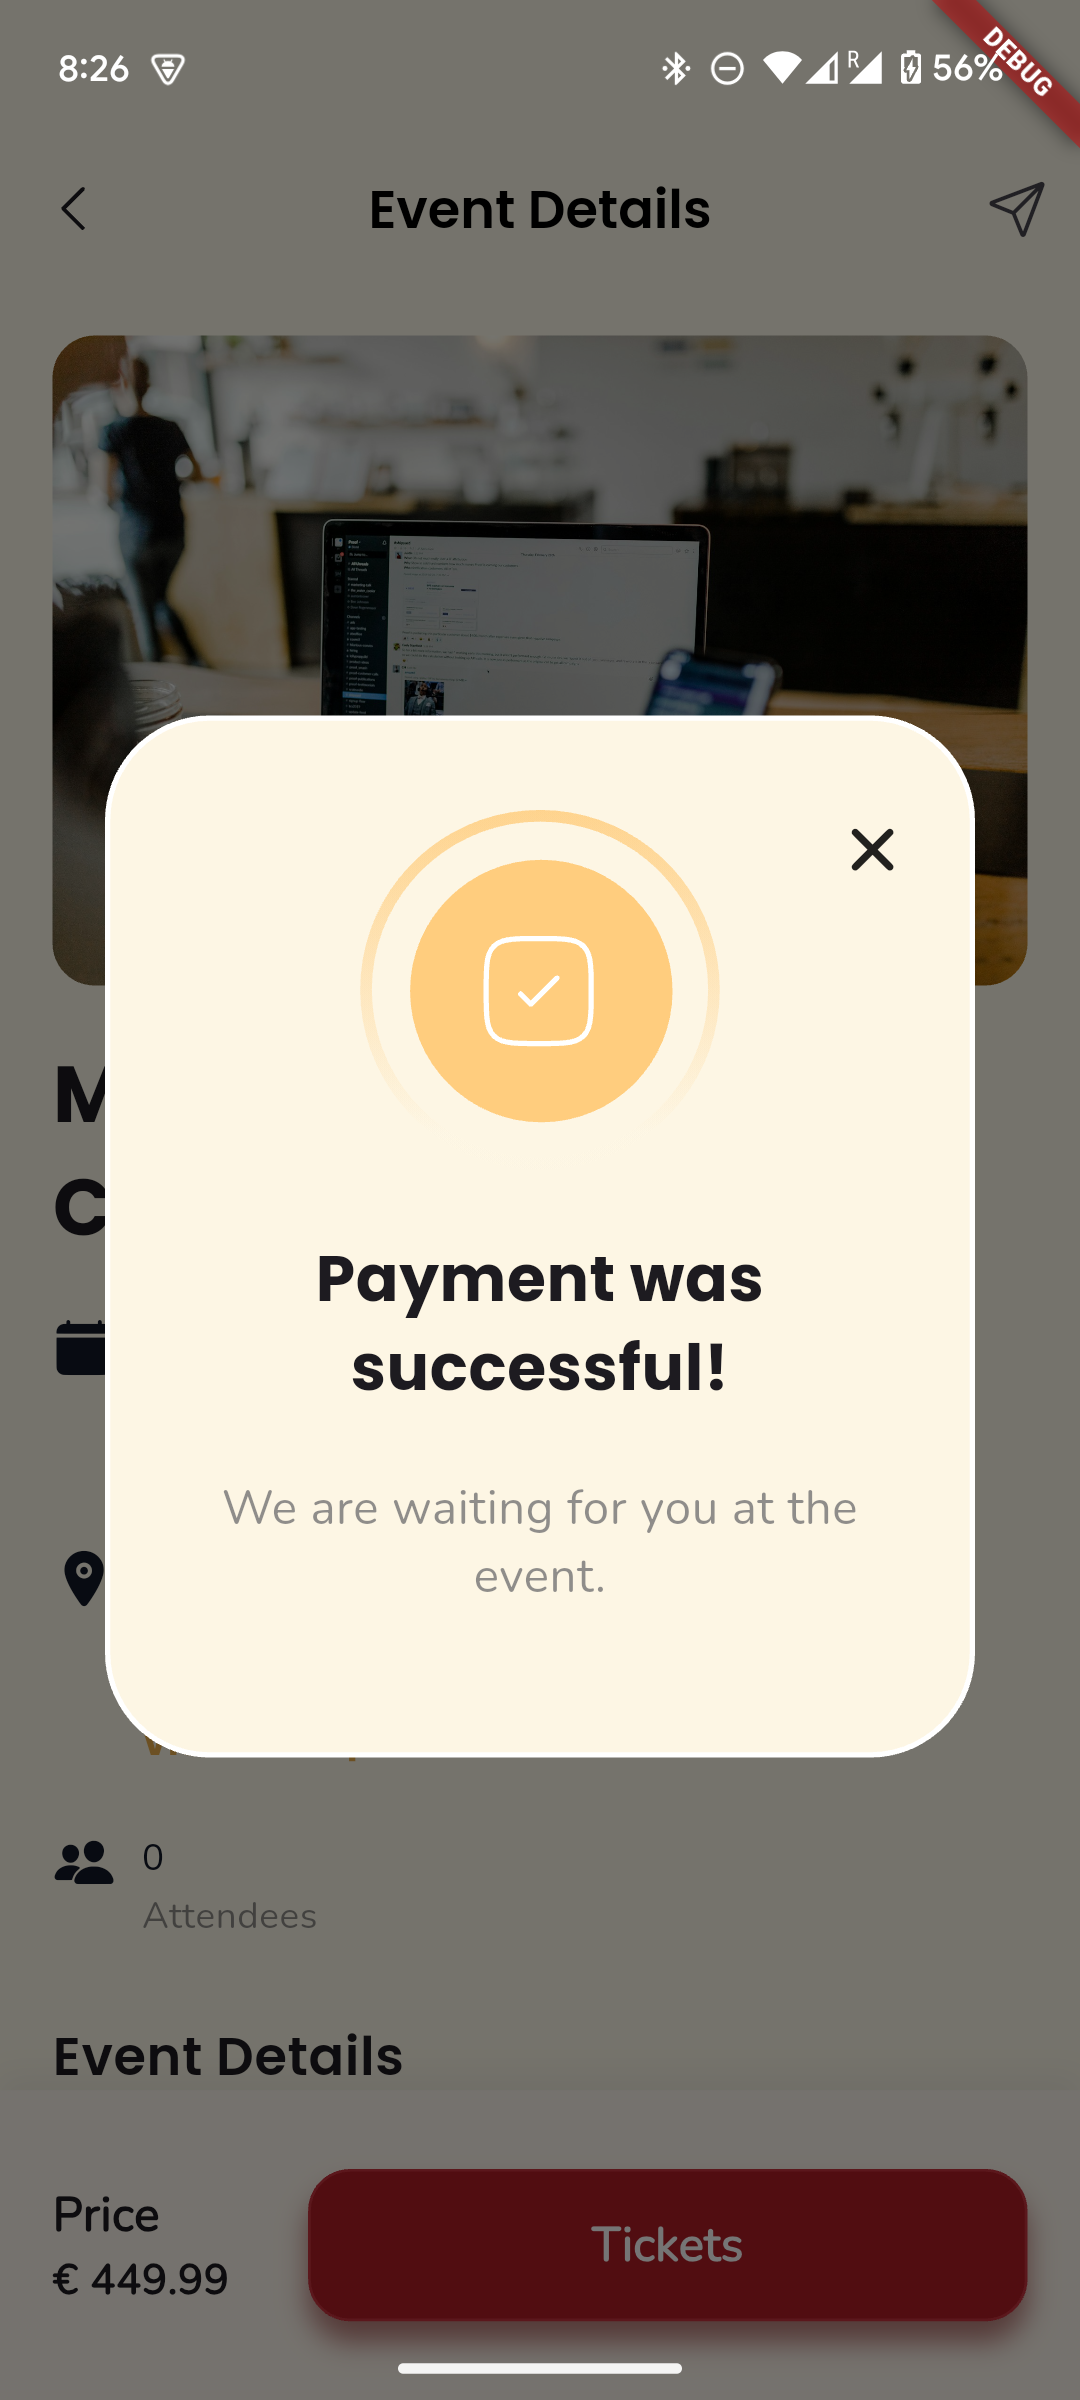 8:26
R
56%
DEBUG
Event Details
M
C
Payment was
successful!
We are waiting for you at the
event.
0
Attendees
Event Details
Price
€ 449.99
Tickets